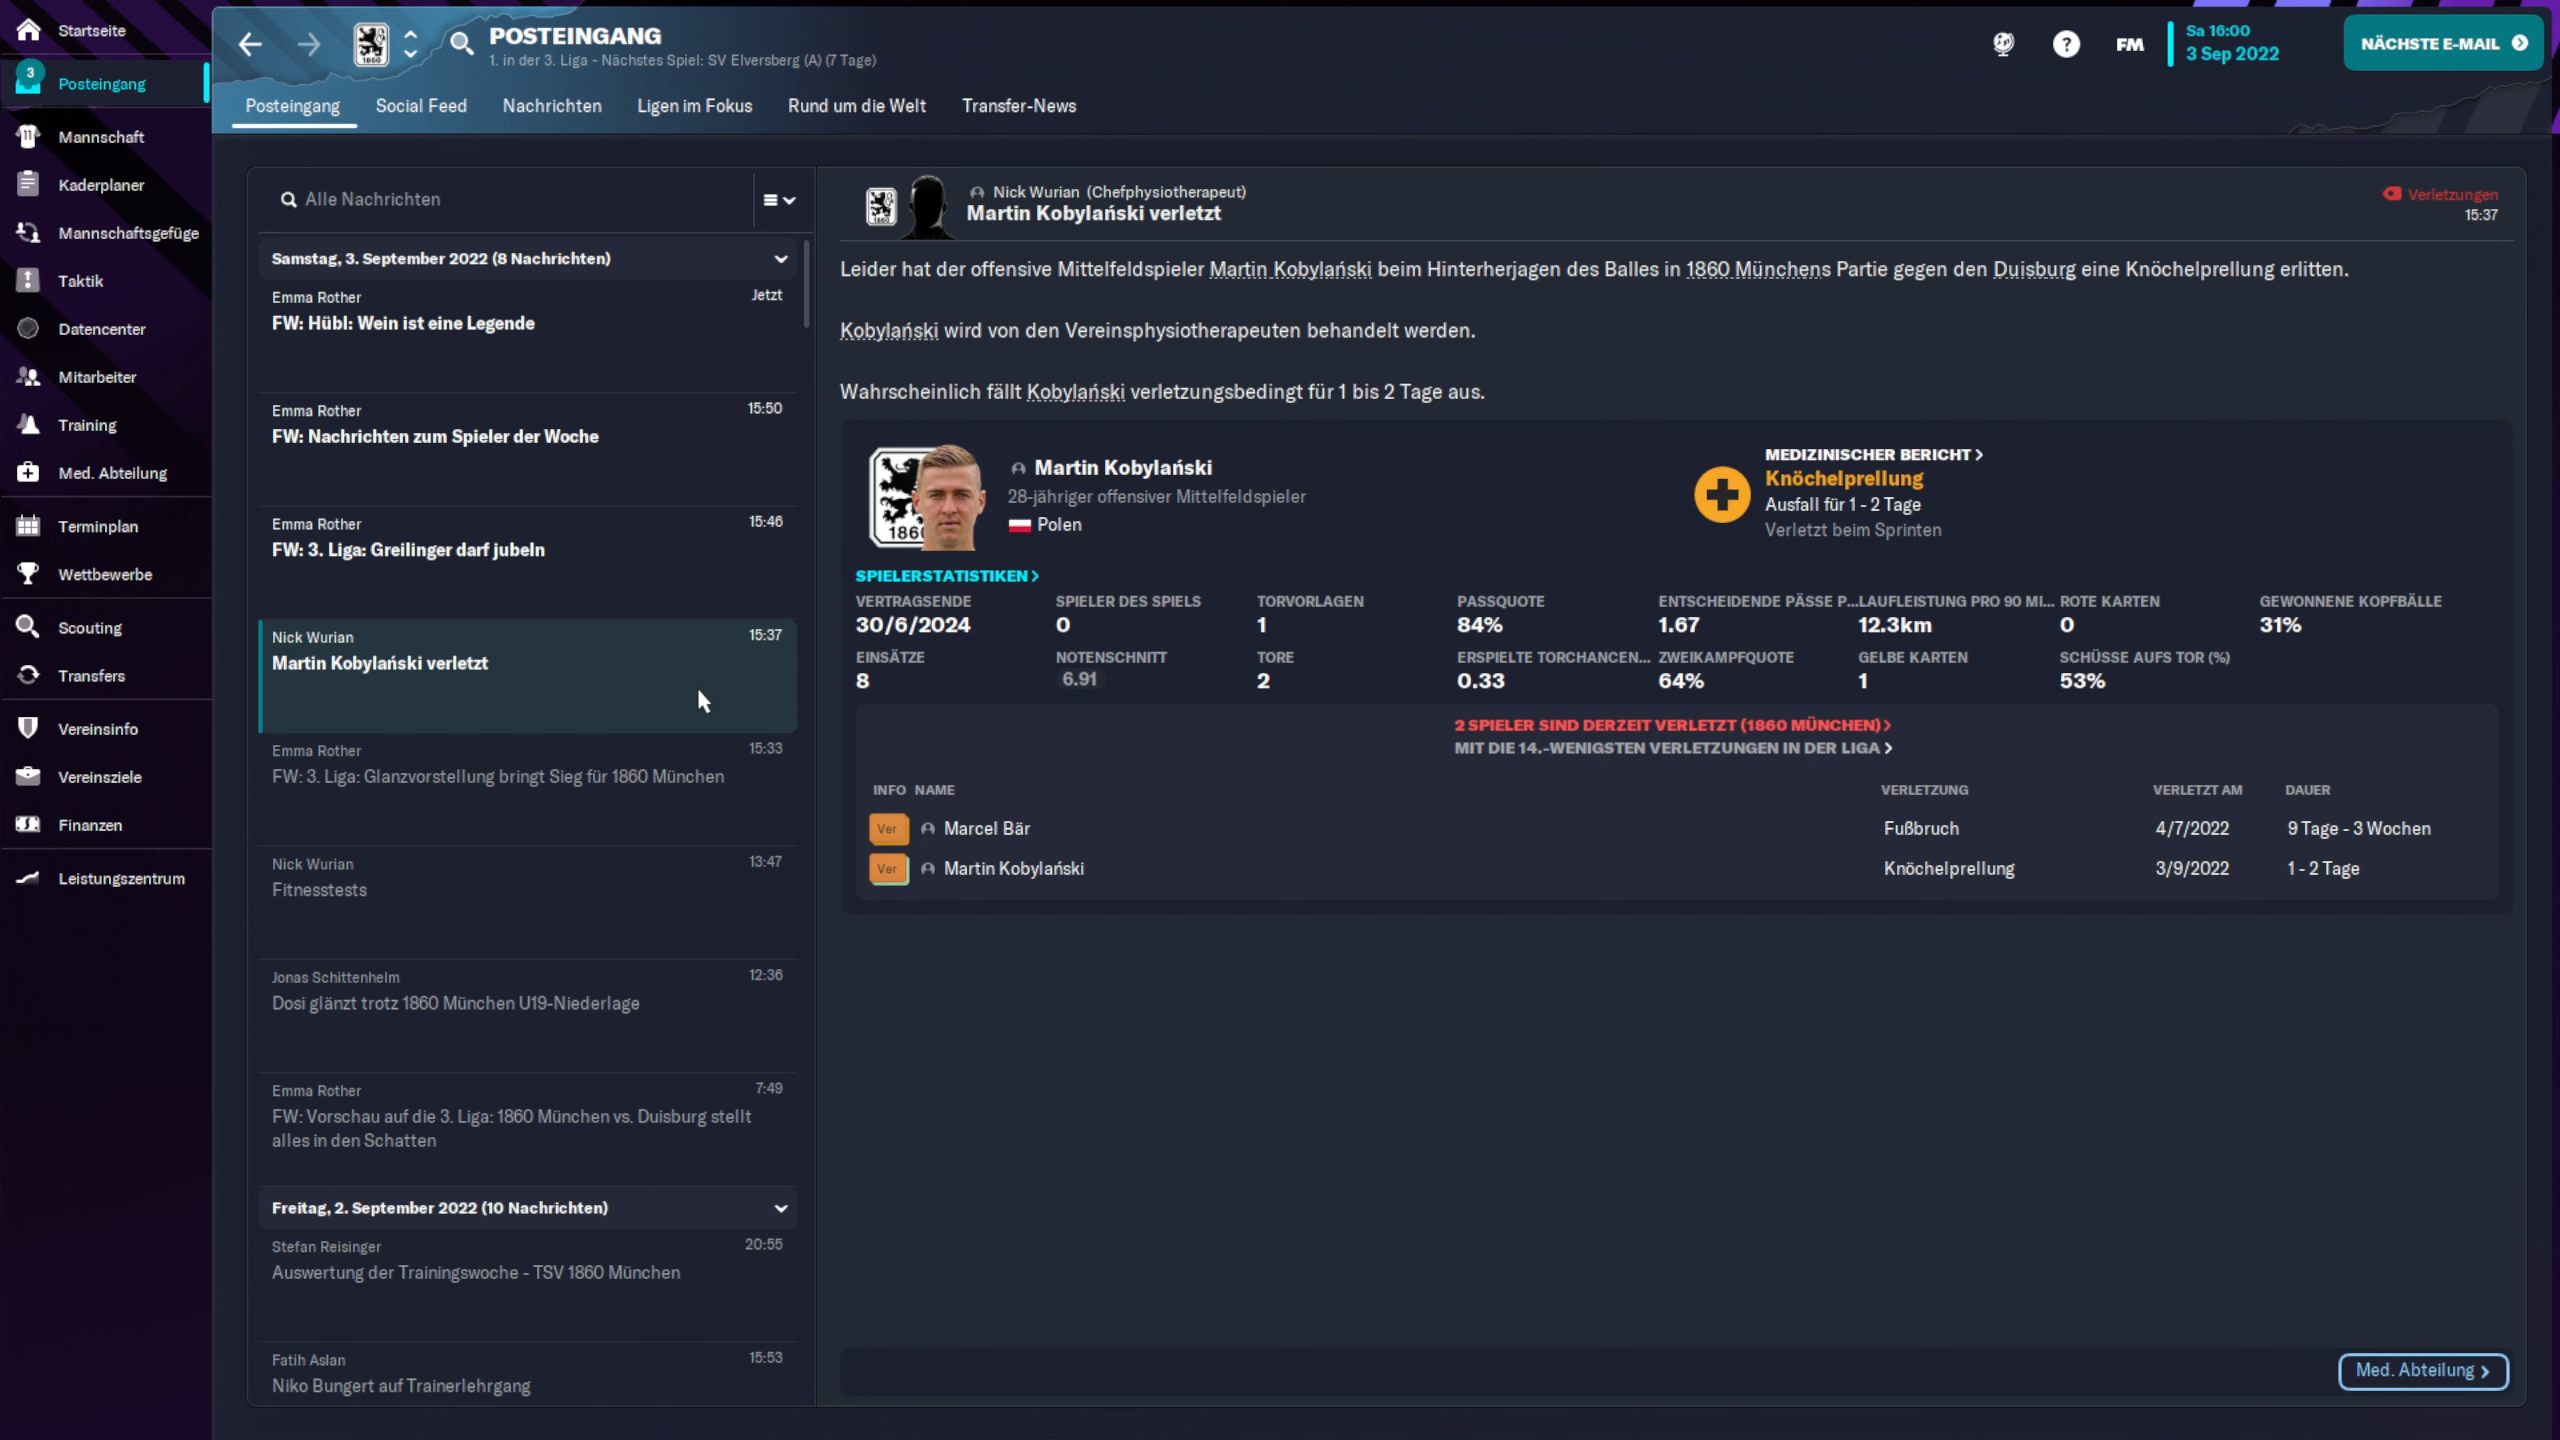 Startseite
3
Posteingang
Mannschaft
Kaderplaner
Mannschaftsgefüge
Taktik
Datencenter
Mitarbeiter
Training
Med. Abteilung
Terminplan
Wettbewerbe
Scouting
Transfers
Vereinsinfo
Vereinsziele
Finanzen
Leistungszentrum
POSTEINGANG
1. in der 3. Liga - Nächstes Spiel: SV Elversberg (A) (7 Tage)
FM
Sa 16:00
3 Sep 2022
NÄCHSTE E-MAIL
Posteingang Social Feed Nachrichten Ligen im Fokus Rund um die Welt Transfer-News
Alle Nachrichten
Samstag, 3. September 2022 (8 Nachrichten)
Emma Rother Jetzt
FW: Hübl: Wein ist eine Legende
Emma Rother 15:50
FW: Nachrichten zum Spieler der Woche
Emma Rother 15:46
FW: 3. Liga: Greilinger darf jubeln
Nick Wurian 15:37
Martin Kobylański verletzt
Emma Rother 15:33
FW: 3. Liga: Glanzvorstellung bringt Sieg für 1860 München
Nick Wurian 13:47
Fitnesstests
Jonas Schittenhelm 12:36
Dosi glänzt trotz 1860 München U19-Niederlage
Emma Rother 7:49
FW: Vorschau auf die 3. Liga: 1860 München vs. Duisburg stellt
alles in den Schatten
Freitag, 2. September 2022 (10 Nachrichten)
Stefan Reisinger 20:55
Auswertung der Trainingswoche - TSV 1860 München
Fatih Aslan 15:53
Niko Bungert auf Trainerlehrgang
Nick Wurian (Chefphysiotherapeut)
Martin Kobylański verletzt
Verletzungen
15:37
Leider hat der offensive Mittelfeldspieler Martin Kobylański beim Hinterherjagen des Balles in 1860 Münchens Partie gegen den Duisburg eine Knöchelprellung erlitten.
Kobylański wird von den Vereinsphysiotherapeuten behandelt werden.
Wahrscheinlich fällt Kobylański verletzungsbedingt für 1 bis 2 Tage aus.
Martin Kobylański
28-jähriger offensiver Mittelfeldspieler
Polen
MEDIZINISCHER BERICHT
Knöchelprellung
Ausfall für 1 - 2 Tage
Verletzt beim Sprinten
SPIELERSTATISTIKEN
VERTRAGSENDE SPIELER DES SPIELS TORVORLAGEN PASSQUOTE ENTSCHEIDENDE PÄSSE P... LAUFLEISTUNG PRO 90 MI... ROTE KARTEN GEWONNENE KOPFBÄLLE
30/6/2024 0 1 84% 1.67 12.3km 0 31%
EINSÄTZE NOTENSCHNITT TORE ERSPIELTE TORCHANCEN... ZWEIKAMPFQUOTE GELBE KARTEN SCHÜSSE AUFS TOR (%)
8 6.91 2 0.33 64% 1 53%
2 SPIELER SIND DERZEIT VERLETZT (1860 MÜNCHEN)
MIT DIE 14.-WENIGSTEN VERLETZUNGEN IN DER LIGA
INFO NAME VERLETZUNG VERLETZT AM DAUER
Ver Marcel Bär Fußbruch 4/7/2022 9 Tage - 3 Wochen
Ver Martin Kobylański Knöchelprellung 3/9/2022 1 - 2 Tage
Med. Abteilung